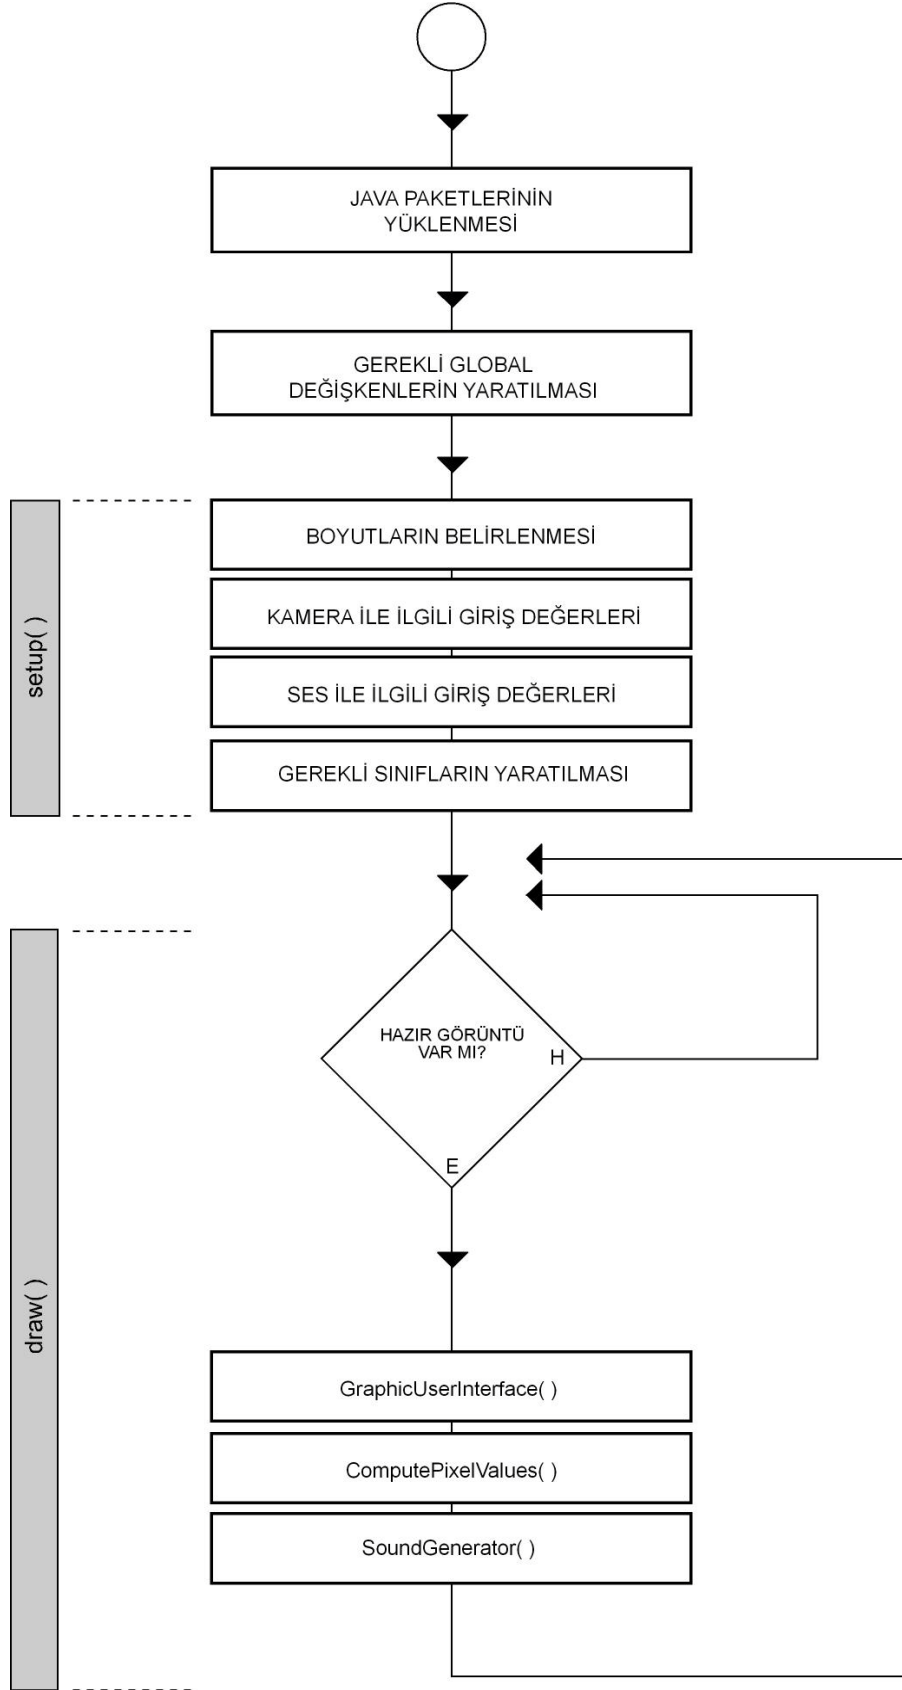 JAVA PAKETLERİNİN
YÜKLENMESİ
GEREKLİ GLOBAL
DEĞİŞKENLERİN YARATILMASI
setup( )
BOYUTLARIN BELİRLENMESİ
KAMERA İLE İLGİLİ GİRİŞ DEĞERLERİ
SES İLE İLGİLİ GİRİŞ DEĞERLERİ
GEREKLİ SINIFLARIN YARATILMASI
draw( )
HAZIR GÖRÜNTÜ
VAR MI?
H
E
GraphicUserInterface( )
ComputePixelValues( )
SoundGenerator( )